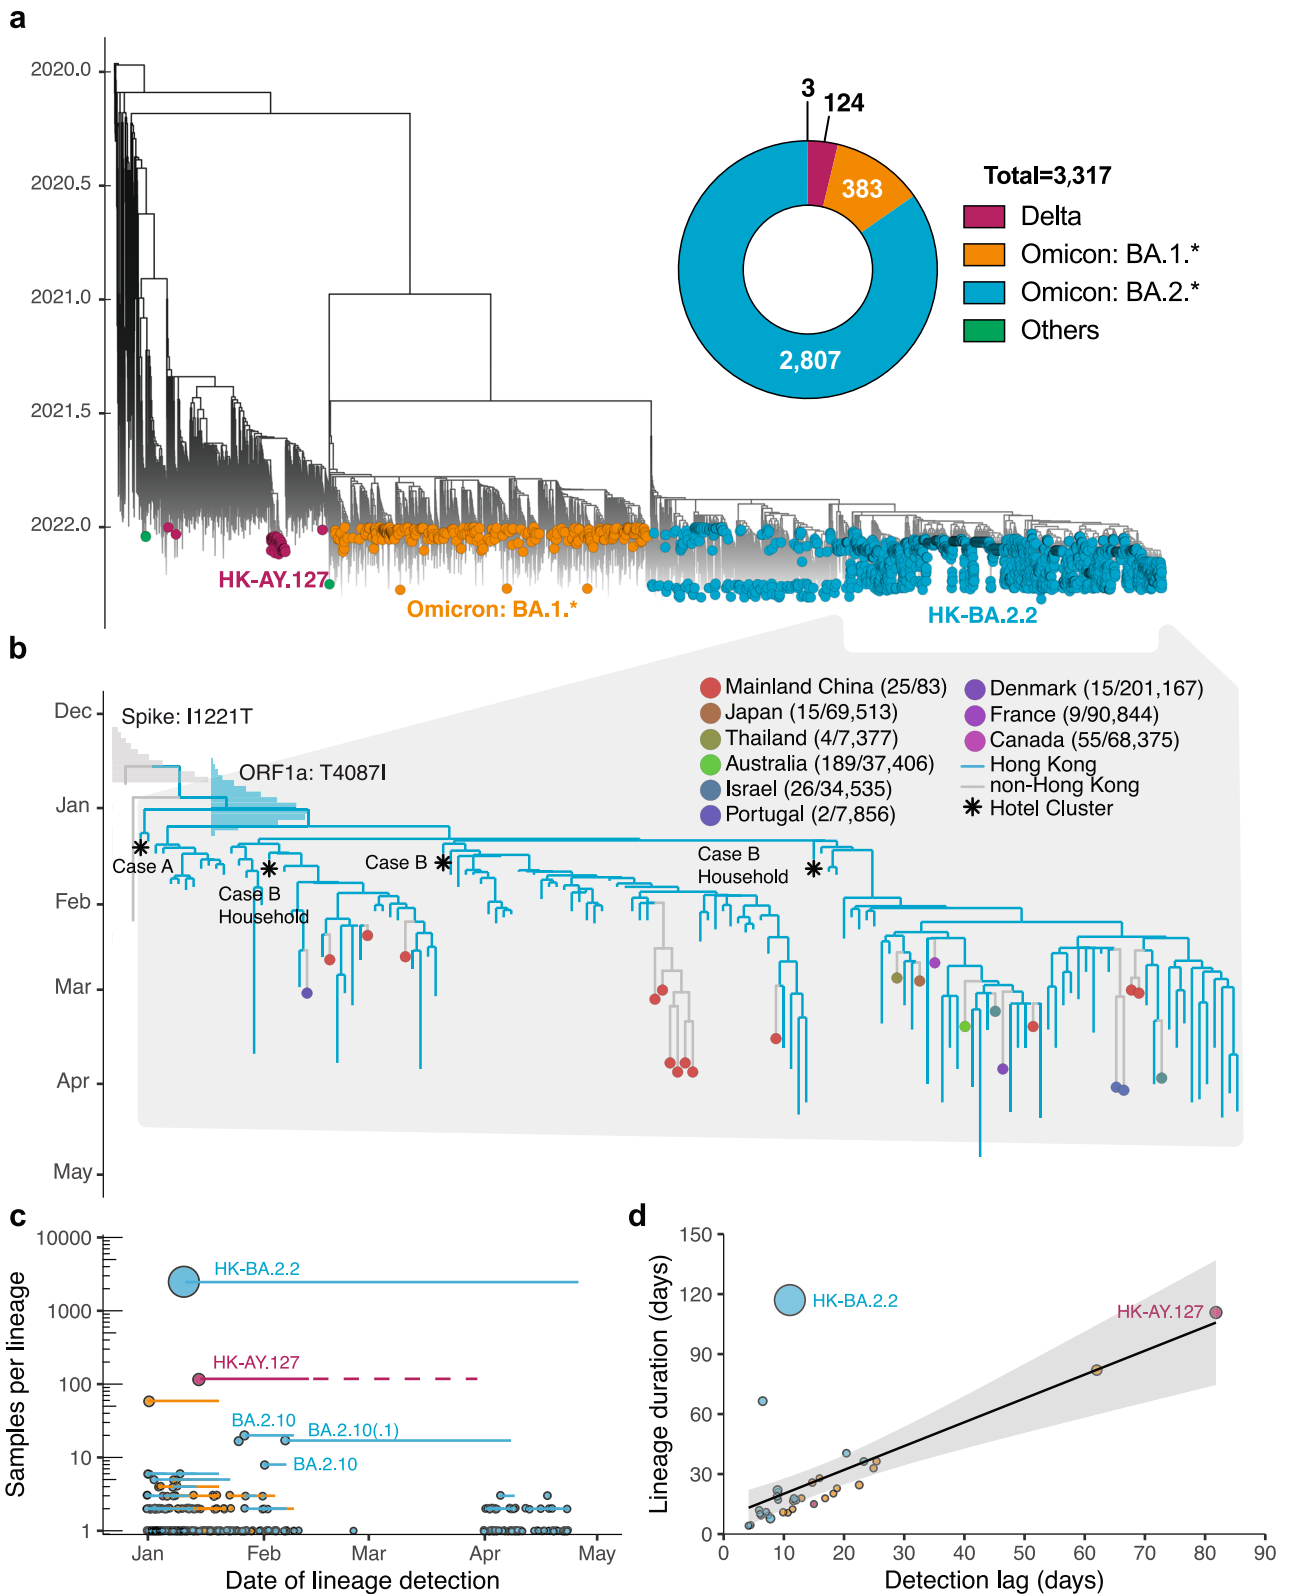 a
2020.0
2020.5
2021.0
2021.5
2022.0
3
124
383
2,807
Total=3,317
Delta
Omicon: BA.1.*
Omicon: BA.2.*
Others
HK-AY.127
Omicron: BA.1.*
HK-BA.2.2
b
Dec
Jan
Feb
Mar
Apr
May
Spike: I1221T
ORF1a: T4087I
Mainland China (25/83)
Japan (15/69,513)
Thailand (4/7,377)
Australia (189/37,406)
Israel (26/34,535)
Portugal (2/7,856)
Denmark (15/201,167)
France (9/90,844)
Canada (55/68,375)
Hong Kong
non-Hong Kong
Hotel Cluster
Case A
Case B
Household
Case B
Case B
Household
c
Samples per lineage
10000
1000
100
10
1
HK-BA.2.2
HK-AY.127
BA.2.10
BA.2.10(.1)
BA.2.10
Jan
Feb
Mar
Apr
May
Date of lineage detection
d
Lineage duration (days)
150
120
90
60
30
0
HK-BA.2.2
HK-AY.127
0
10
20
30
40
50
60
70
80
90
Detection lag (days)